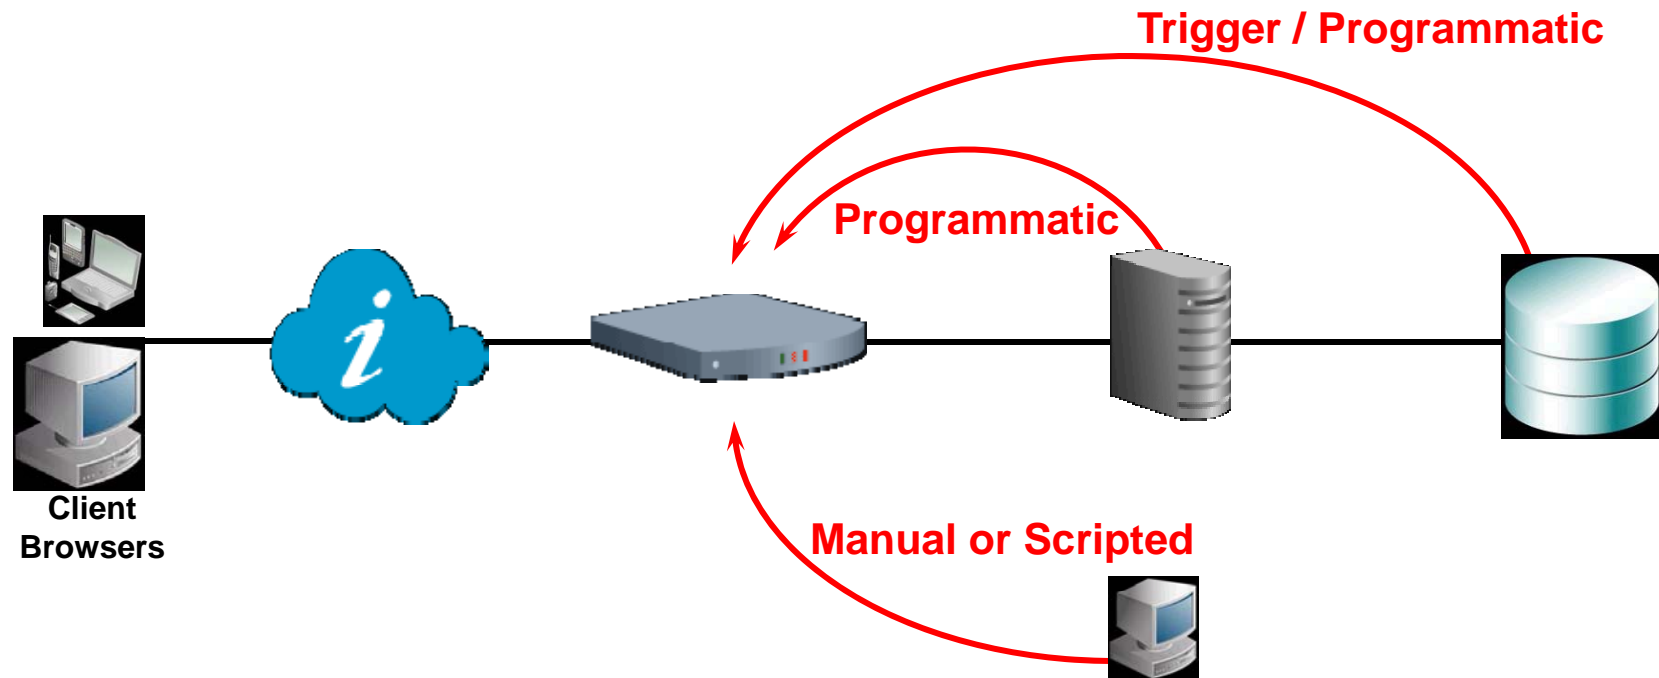 Trigger / Programmatic
Programmatic
i
Client
Browsers
Manual or Scripted